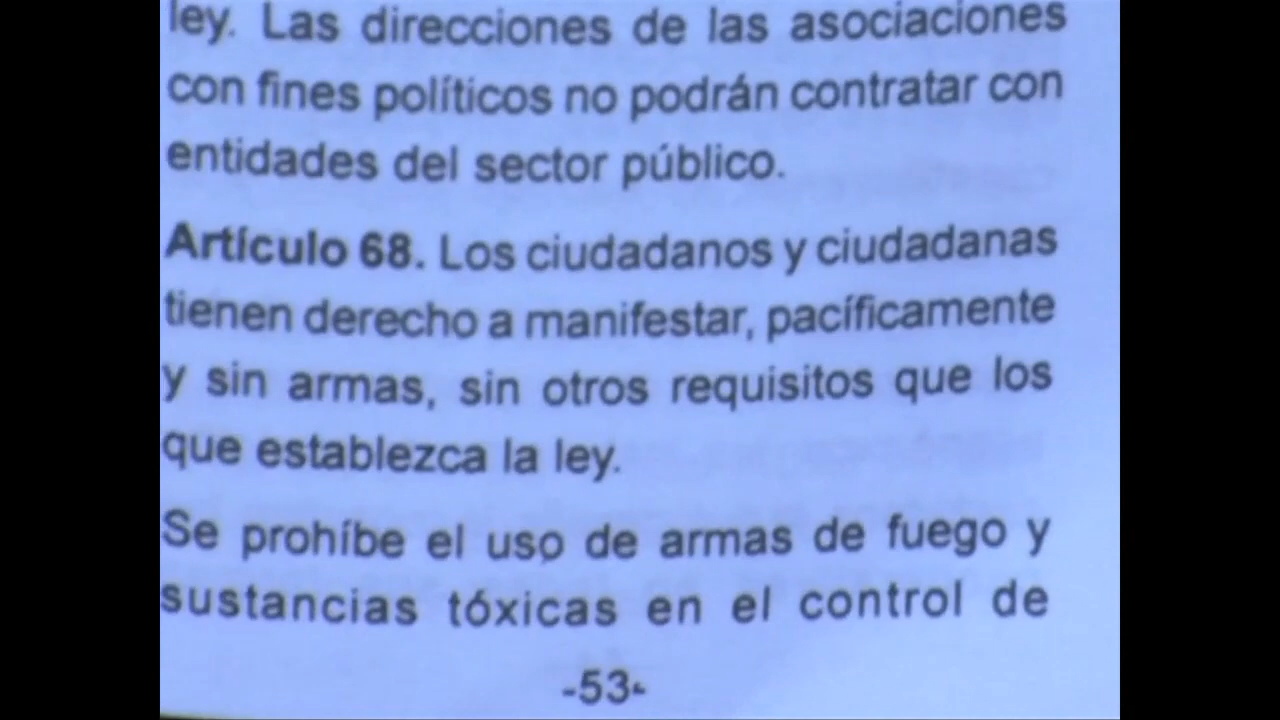 ley. Las direcciones de las asociaciones
con fines políticos no podrán contratar con
entidades del sector público.
Artículo 68. Los ciudadanos y ciudadanas
tienen derecho a manifestar, pacíficamente
y sin armas, sin otros requisitos que los
que establezca la ley.
Se prohíbe el uso de armas de fuego y
sustancias tóxicas en el control de
-53-